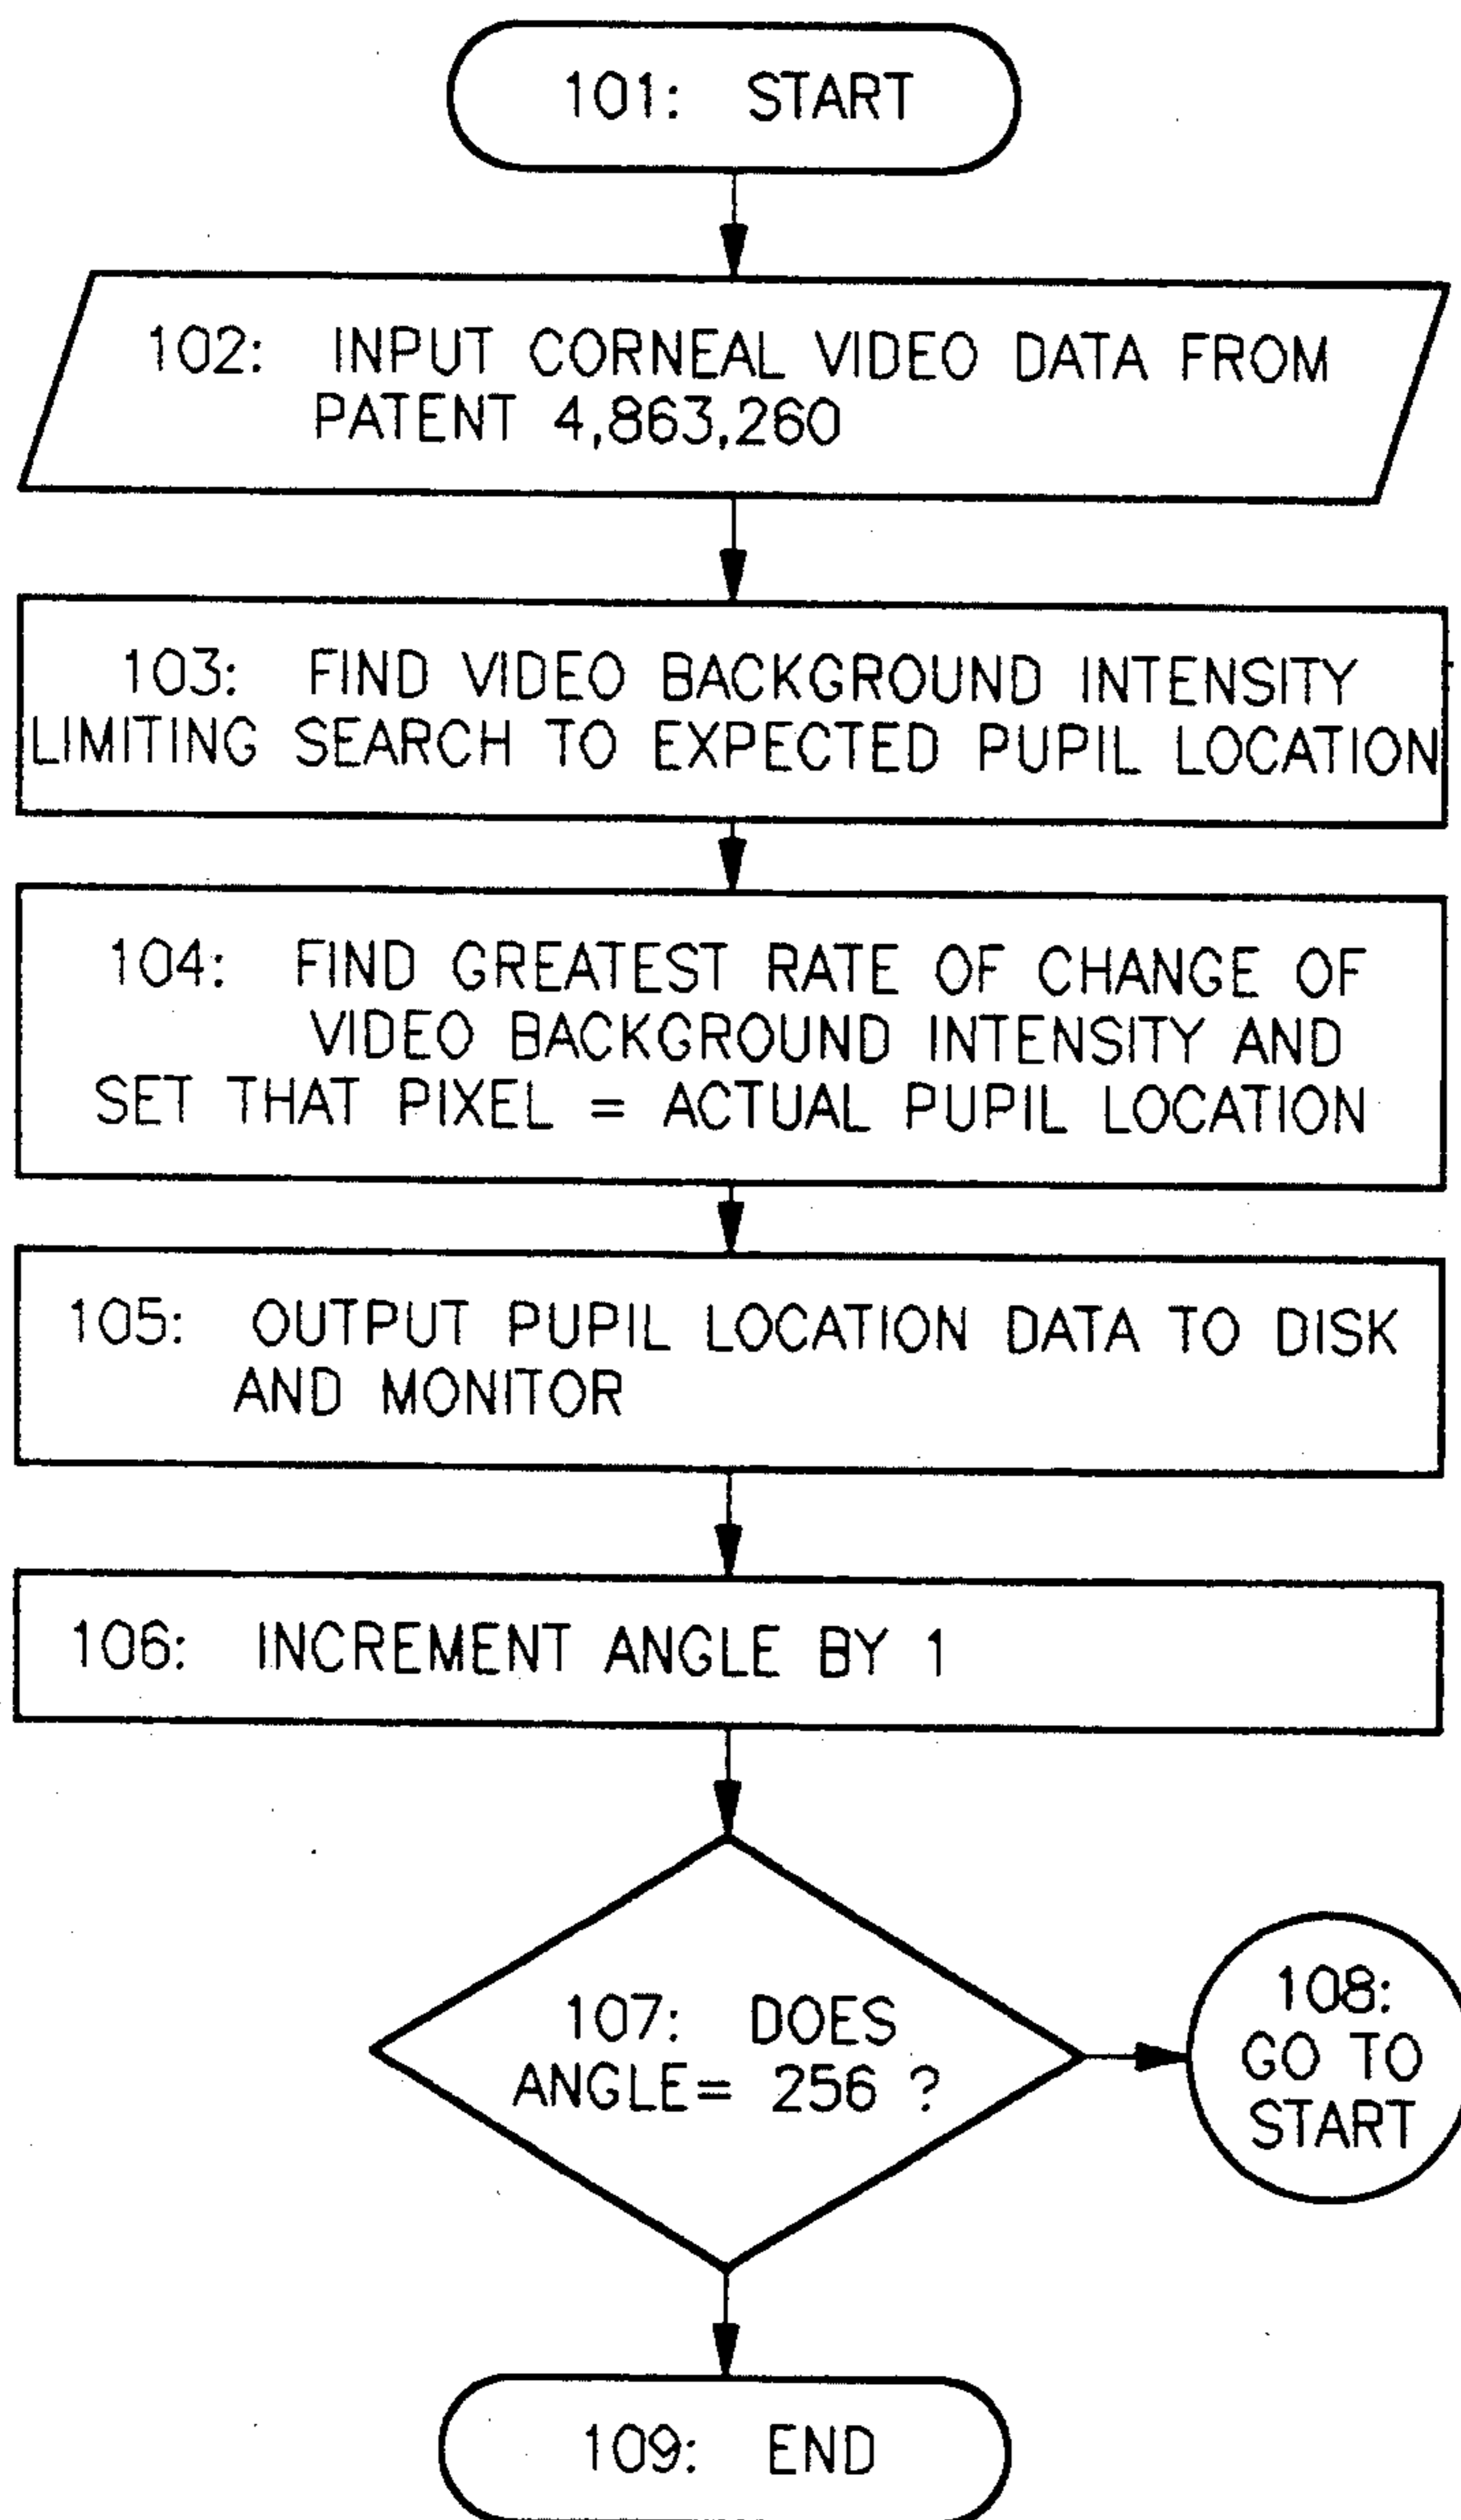 101: START
102: INPUT CORNEAL VIDEO DATA FROM
PATENT 4,863,260
103: FIND VIDEO BACKGROUND INTENSITY
LIMITING SEARCH TO EXPECTED PUPIL LOCATION
104: FIND GREATEST RATE OF CHANGE OF
VIDEO BACKGROUND INTENSITY AND
SET THAT PIXEL = ACTUAL PUPIL LOCATION
105: OUTPUT PUPIL LOCATION DATA TO DISK
AND MONITOR
106: INCREMENT ANGLE BY 1
107: DOES
ANGLE= 256 ?
108:
GO TO
START
109: END